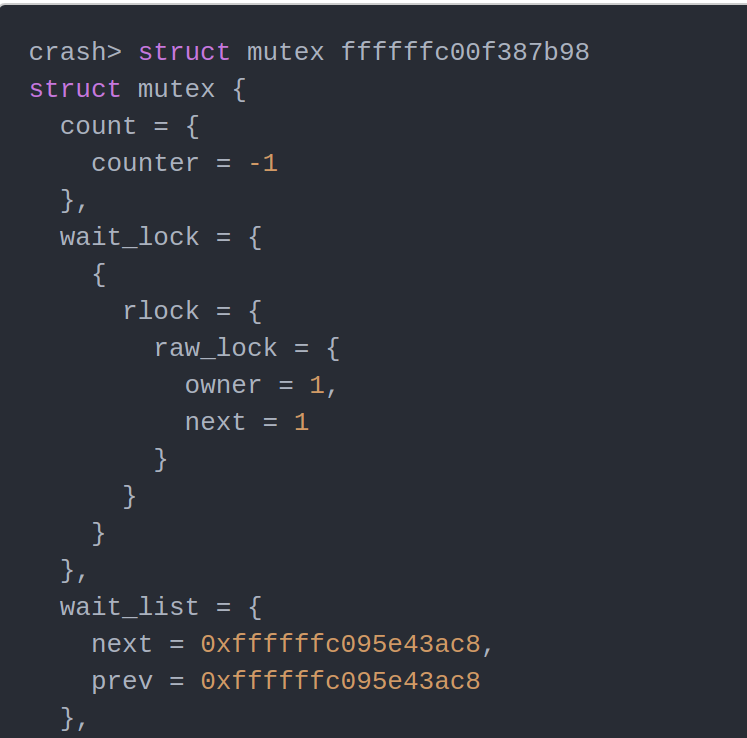 crash> struct mutex ffffffc00f387b98
struct mutex {
  count = {
    counter = -1
  },
  wait_lock = {
    {
      rlock = {
        raw_lock = {
          owner = 1,
          next = 1
        }
      }
    }
  },
  wait_list = {
    next = 0xffffffc095e43ac8,
    prev = 0xffffffc095e43ac8
  },